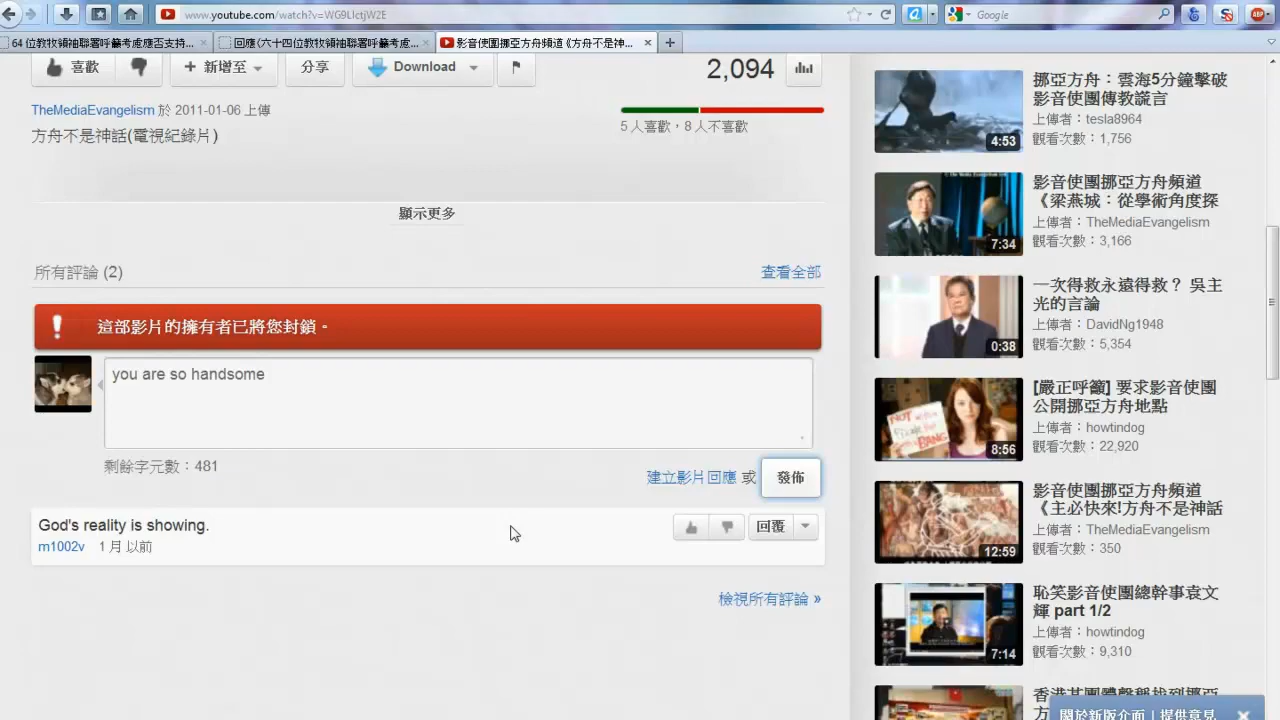 www.youtube.com/watch?v=WG9LlctjW2E
Google
64 位教牧領袖聯署呼籲考慮應否支持...
回應《六十四位教牧領袖聯署呼籲考慮...
影音使團挪亞方舟頻道《方舟不是神...
喜歡
新增至
分享
Download
2,094
TheMediaEvangelism 於 2011-01-06 上傳
方舟不是神話(電視紀錄片)
5 人喜歡，8 人不喜歡
顯示更多
所有評論 (2)
查看全部
這部影片的擁有者已將您封鎖。
you are so handsome
剩餘字元數：481
建立影片回應 或
發佈
God's reality is showing.
m1002v 1 月 以前
回覆
檢視所有評論 »
4:53
挪亞方舟：雲海5分鐘擊破
影音使團傳教謊言
上傳者：tesla8964
觀看次數：1,756
7:34
影音使團挪亞方舟頻道
《梁燕城：從學術角度探
上傳者：TheMediaEvangelism
觀看次數：3,166
0:38
一次得救永遠得救？ 吳主
光的言論
上傳者：DavidNg1948
觀看次數：5,354
NOT with a
BANG
8:56
[嚴正呼籲] 要求影音使團
公開挪亞方舟地點
上傳者：howtindog
觀看次數：22,920
12:59
影音使團挪亞方舟頻道
《主必快來!方舟不是神話
上傳者：TheMediaEvangelism
觀看次數：350
7:14
恥笑影音使團總幹事袁文
輝 part 1/2
上傳者：howtindog
觀看次數：9,310
香港某團體聲稱找到挪亞
關於新版介面 | 提供意見